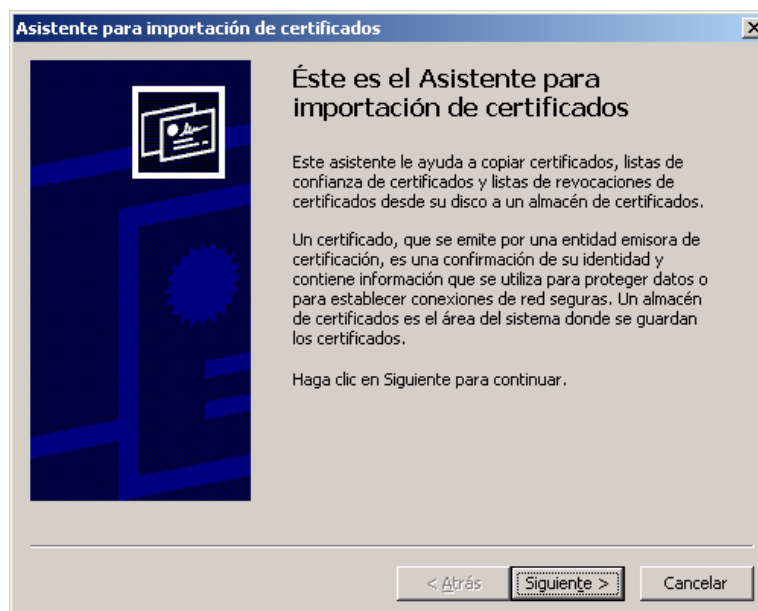 Asistente para importación de certificados
Éste es el Asistente para
importación de certificados
Este asistente le ayuda a copiar certificados, listas de
confianza de certificados y listas de revocaciones de
certificados desde su disco a un almacén de certificados.
Un certificado, que se emite por una entidad emisora de
certificación, es una confirmación de su identidad y
contiene información que se utiliza para proteger datos o
para establecer conexiones de red seguras. Un almacén
de certificados es el área del sistema donde se guardan
los certificados.
Haga clic en Siguiente para continuar.
< Atrás Siguiente > Cancelar